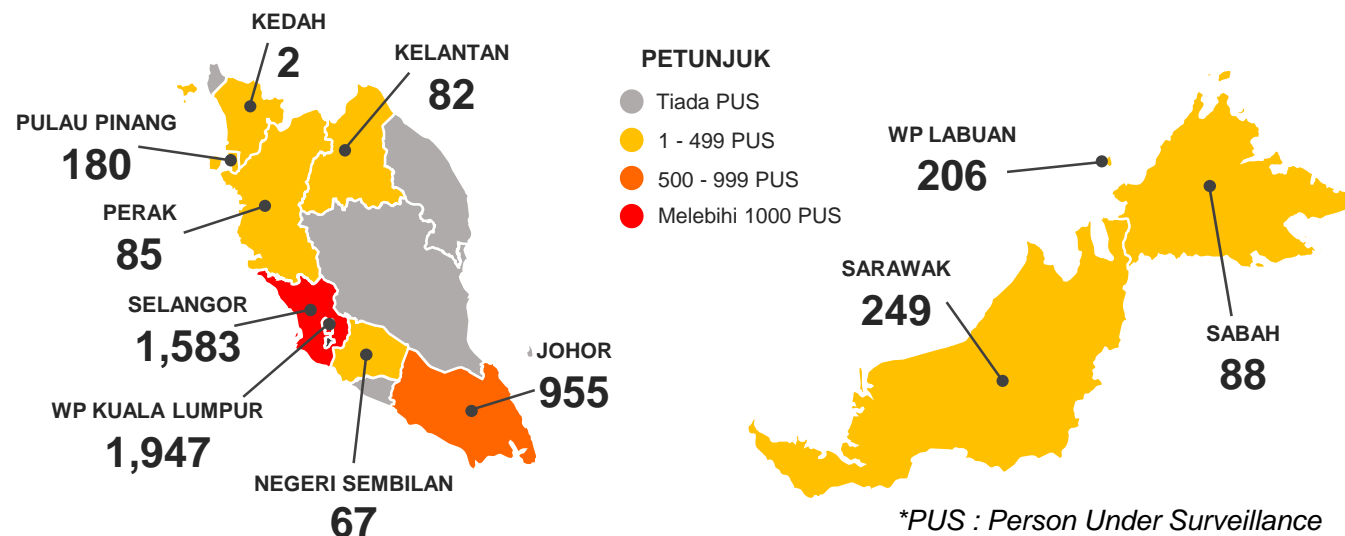 KEDAH
2
KELANTAN
82
PULAU PINANG
180
PERAK
85
SELANGOR
1,583
WP KUALA LUMPUR
1,947
NEGERI SEMBILAN
67
JOHOR
955
PETUNJUK
Tiada PUS
1 - 499 PUS
500 - 999 PUS
Melebihi 1000 PUS
WP LABUAN
206
SARAWAK
249
SABAH
88
*PUS : Person Under Surveillance